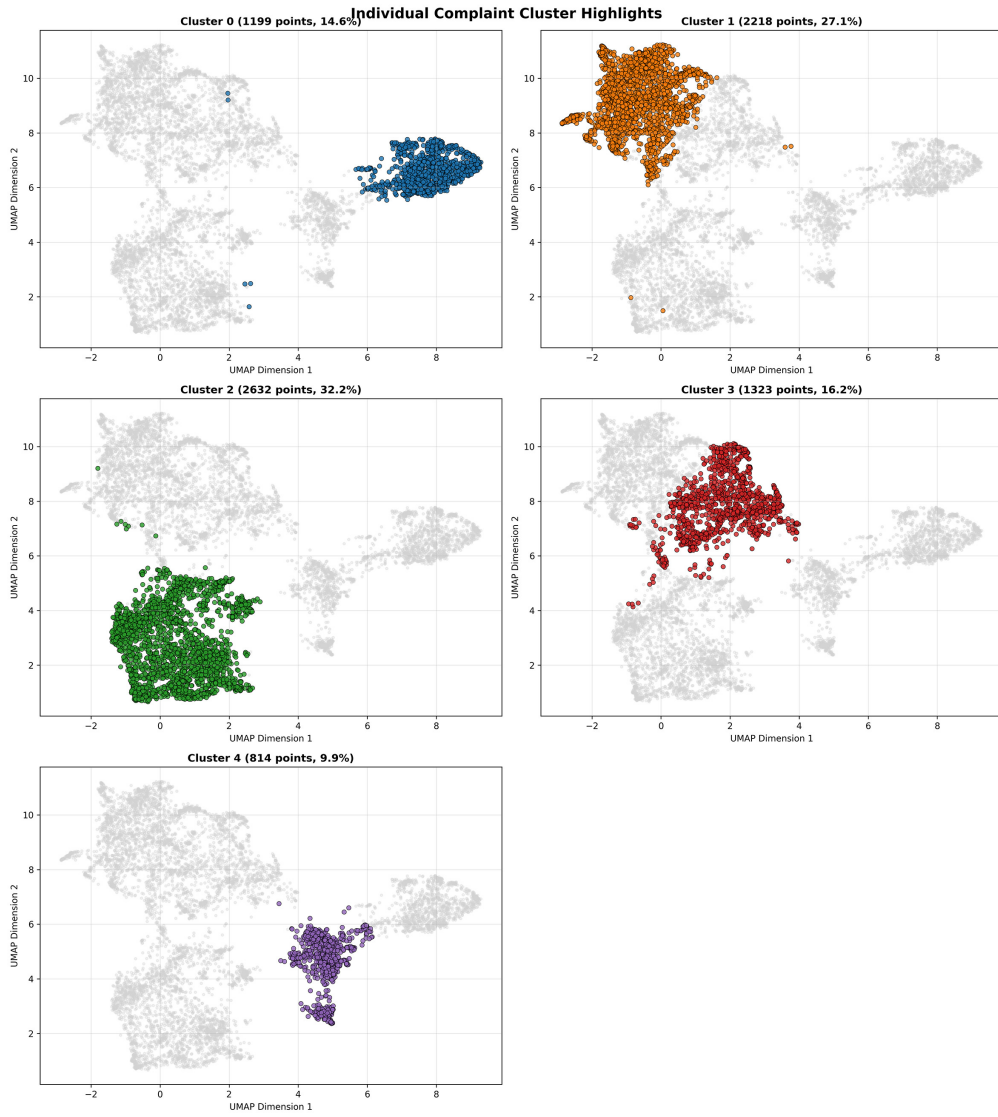 Individual Complaint Cluster Highlights
Cluster 0 (1199 points, 14.6%)
UMAP Dimension 2
10
8
6
4
2
−2 0 2 4 6 8
UMAP Dimension 1
Cluster 1 (2218 points, 27.1%)
UMAP Dimension 2
10
8
6
4
2
−2 0 2 4 6 8
UMAP Dimension 1
Cluster 2 (2632 points, 32.2%)
UMAP Dimension 2
10
8
6
4
2
−2 0 2 4 6 8
UMAP Dimension 1
Cluster 3 (1323 points, 16.2%)
UMAP Dimension 2
10
8
6
4
2
−2 0 2 4 6 8
UMAP Dimension 1
Cluster 4 (814 points, 9.9%)
UMAP Dimension 2
10
8
6
4
2
−2 0 2 4 6 8
UMAP Dimension 1